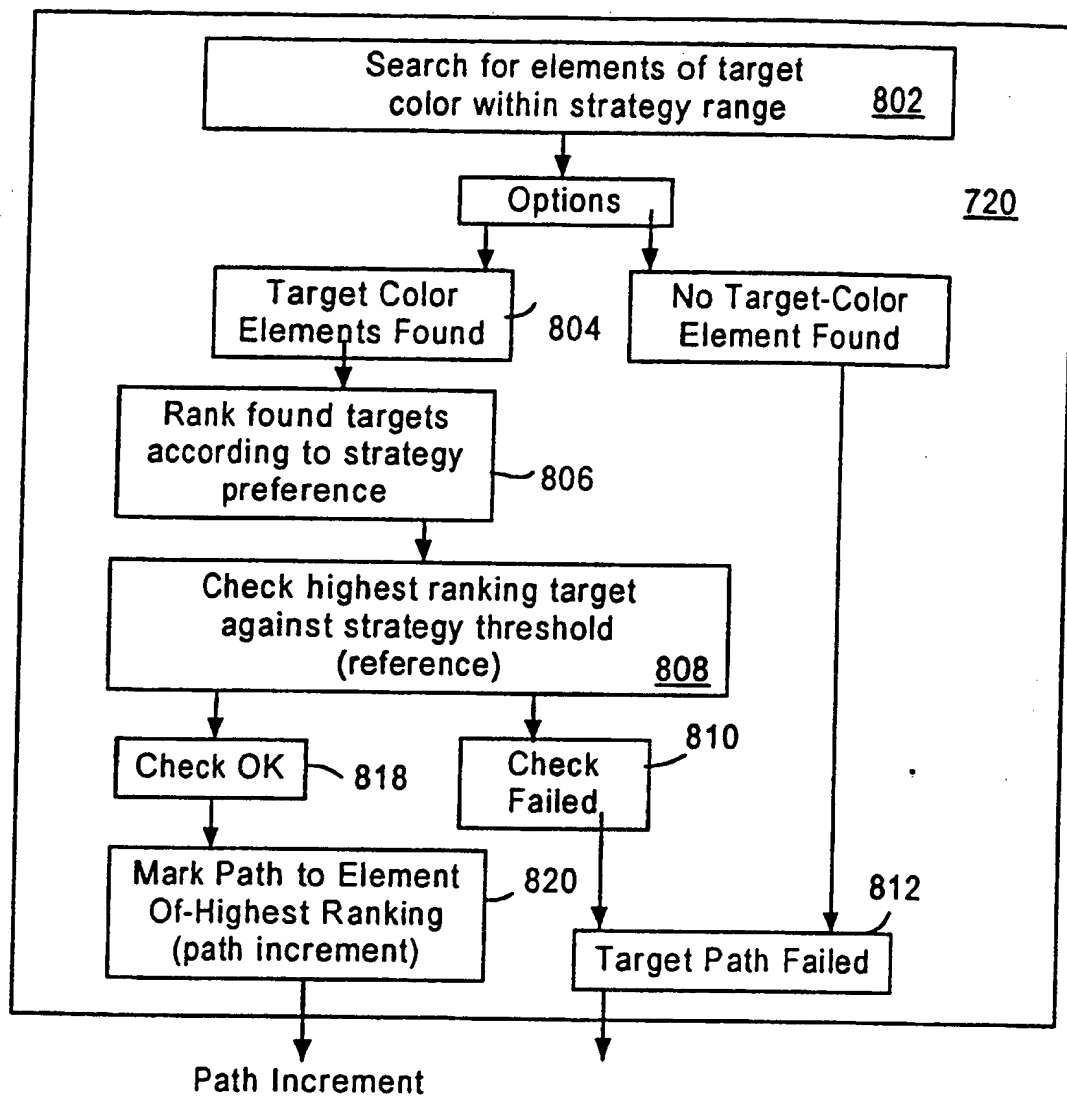 Search for elements of target
color within strategy range
802
Options
720
Target Color
Elements Found
804
No Target-Color
Element Found
Rank found targets
according to strategy
preference
806
Check highest ranking target
against strategy threshold
(reference)
808
Check OK
818
Check
Failed
810
Mark Path to Element
Of-Highest Ranking
(path increment)
820
812
Target Path Failed
Path Increment